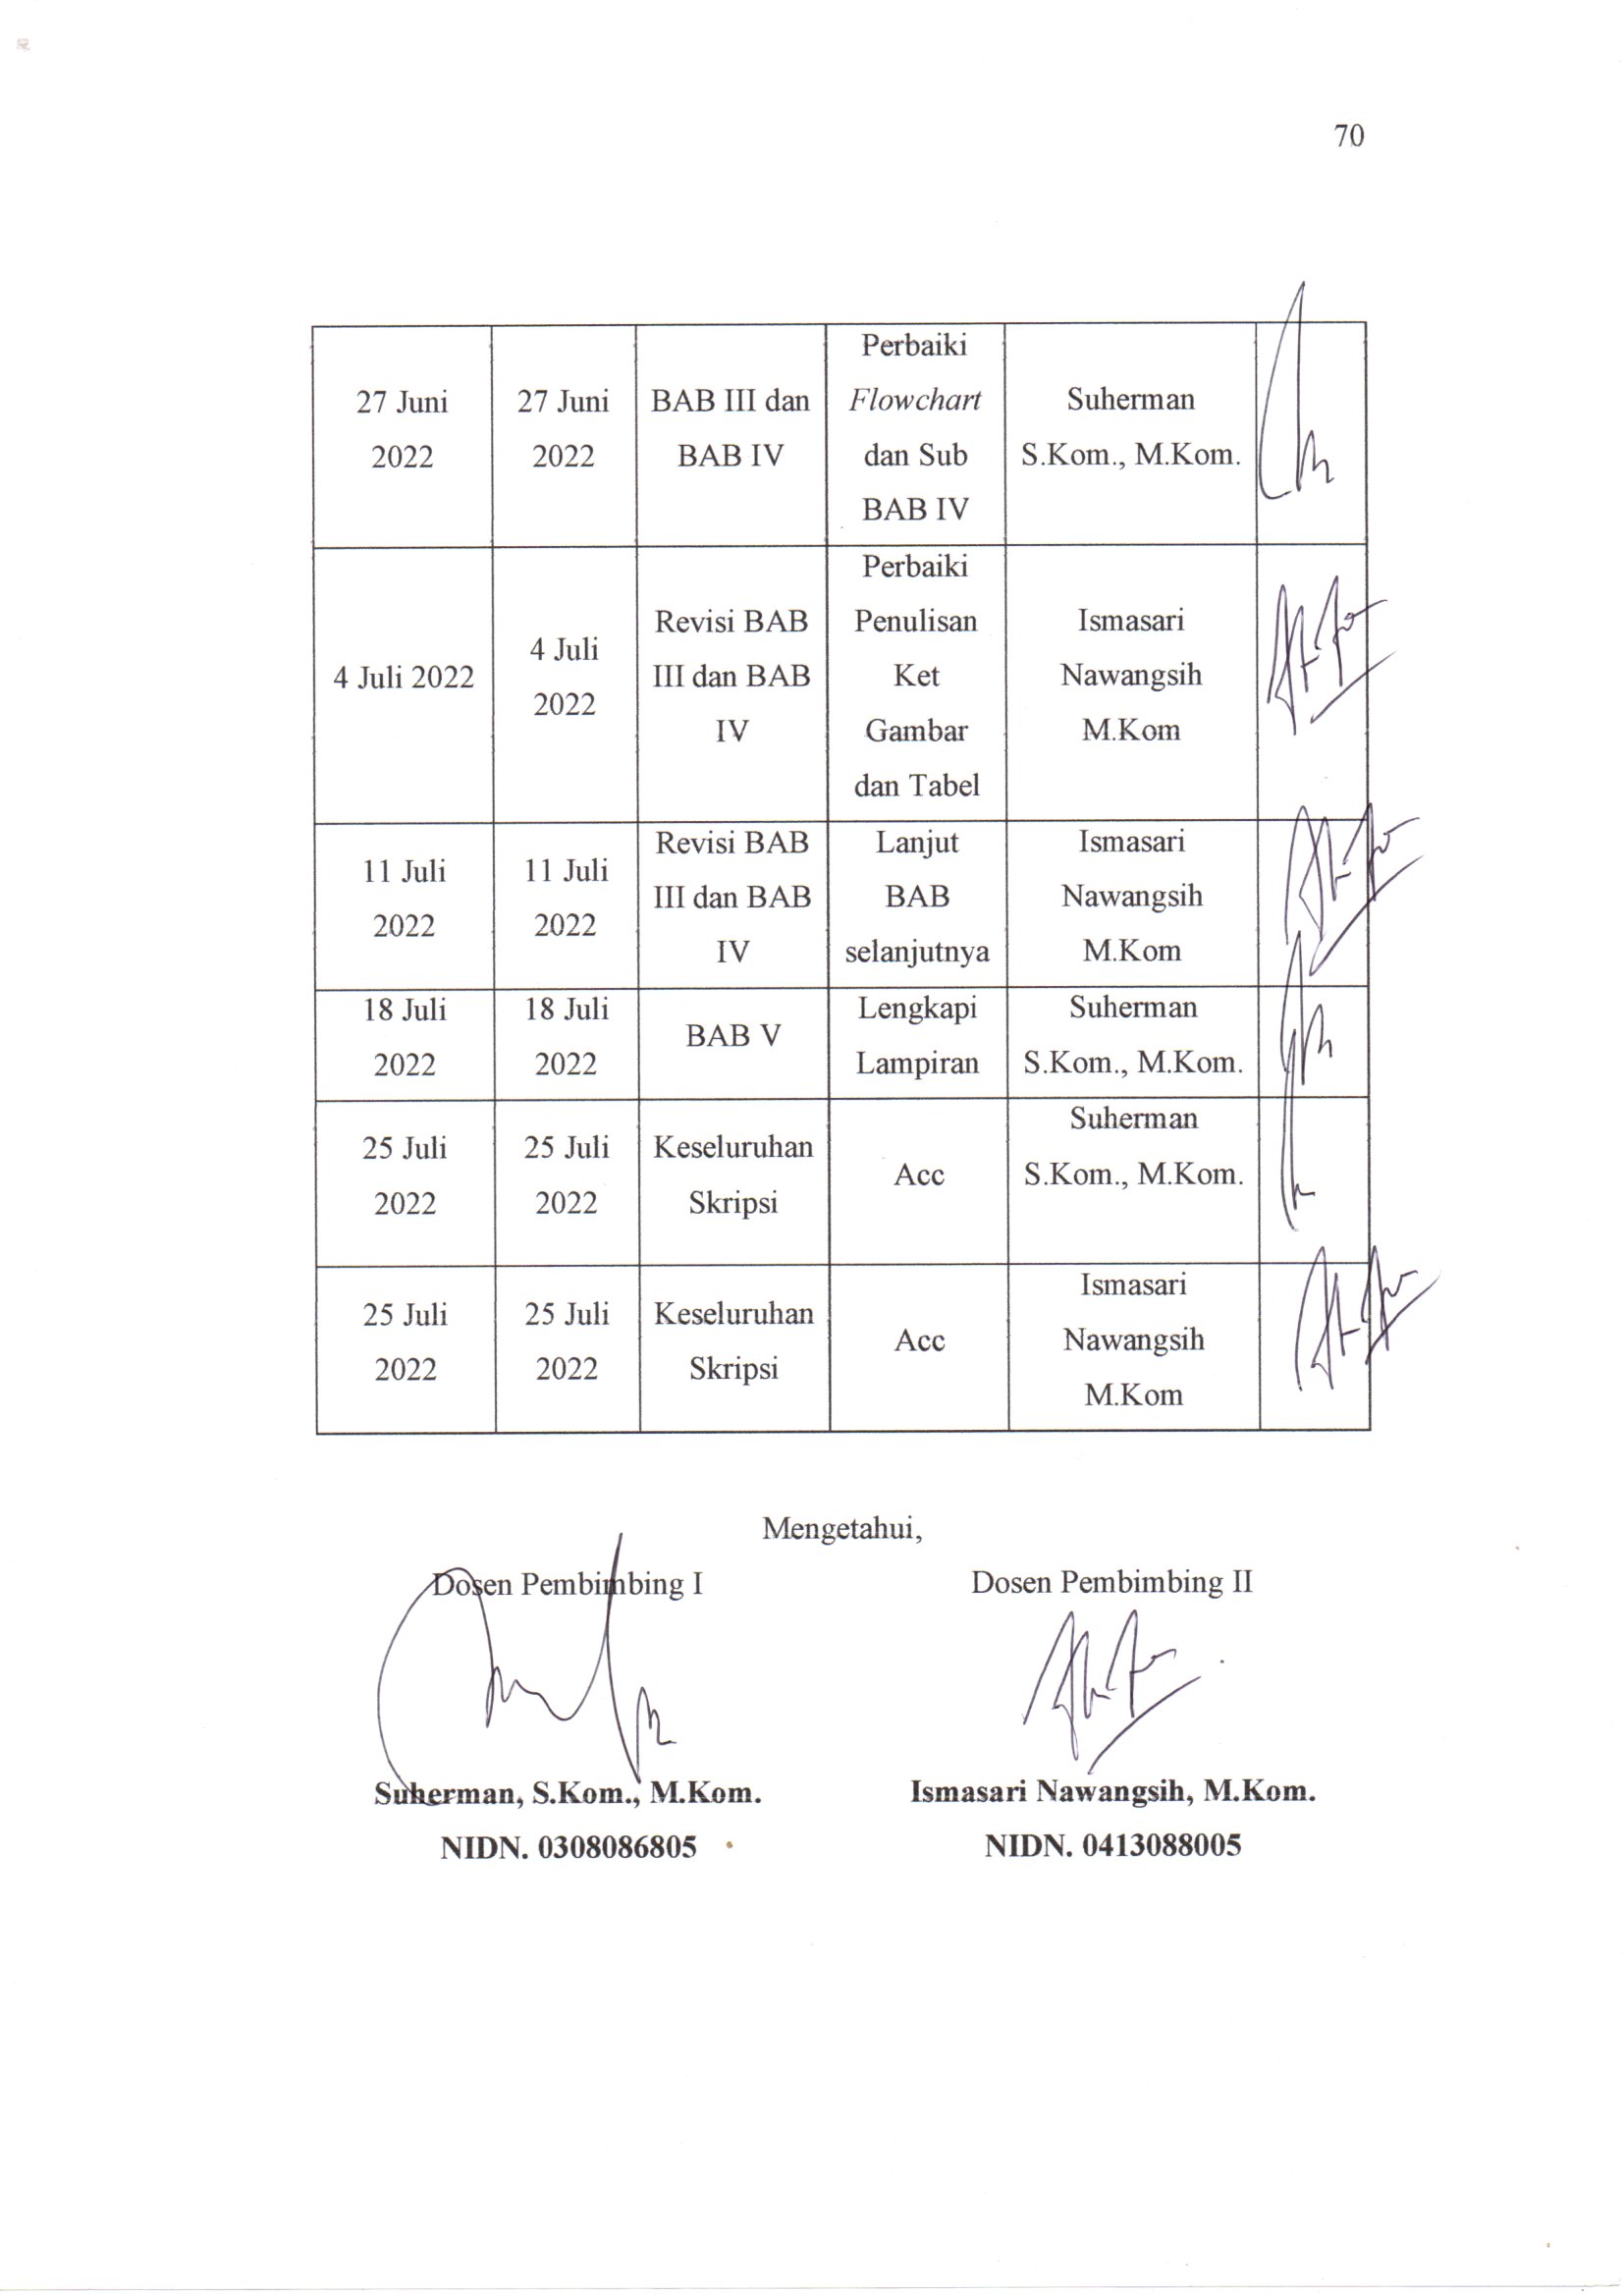 70
27 Juni
2022
27 Juni
2022
BAB III dan
BAB IV
Perbaiki
Flowchart
dan Sub
BAB IV
Suherman
S.Kom., M.Kom.
4 Juli 2022
4 Juli
2022
Revisi BAB
III dan BAB
IV
Perbaiki
Penulisan
Ket
Gambar
dan Tabel
Ismasari
Nawangsih
M.Kom
11 Juli
2022
11 Juli
2022
Revisi BAB
III dan BAB
IV
Lanjut
BAB
selanjutnya
Ismasari
Nawangsih
M.Kom
18 Juli
2022
18 Juli
2022
BAB V
Lengkapi
Lampiran
Suherman
S.Kom., M.Kom.
25 Juli
2022
25 Juli
2022
Keseluruhan
Skripsi
Acc
Suherman
S.Kom., M.Kom.
25 Juli
2022
25 Juli
2022
Keseluruhan
Skripsi
Acc
Ismasari
Nawangsih
M.Kom
Mengetahui,
Dosen Pembimbing I
Dosen Pembimbing II
Suherman, S.Kom., M.Kom.
Ismasari Nawangsih, M.Kom.
NIDN. 0308086805
NIDN. 0413088005